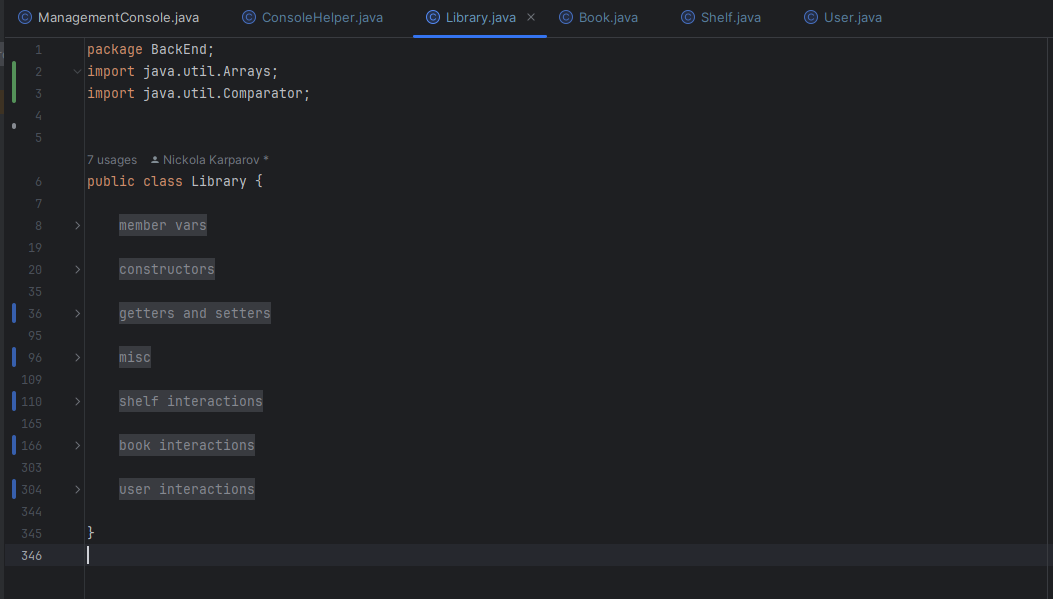 ManagementConsole.java ConsoleHelper.java Library.java Book.java Shelf.java User.java
1 package BackEnd;
2 import java.util.Arrays;
3 import java.util.Comparator;
4
5
7 usages Nickola Karparov *
6 public class Library {
7
8 member vars
19
20 constructors
35
36 getters and setters
95
96 misc
109
110 shelf interactions
165
166 book interactions
303
304 user interactions
344
345 }
346